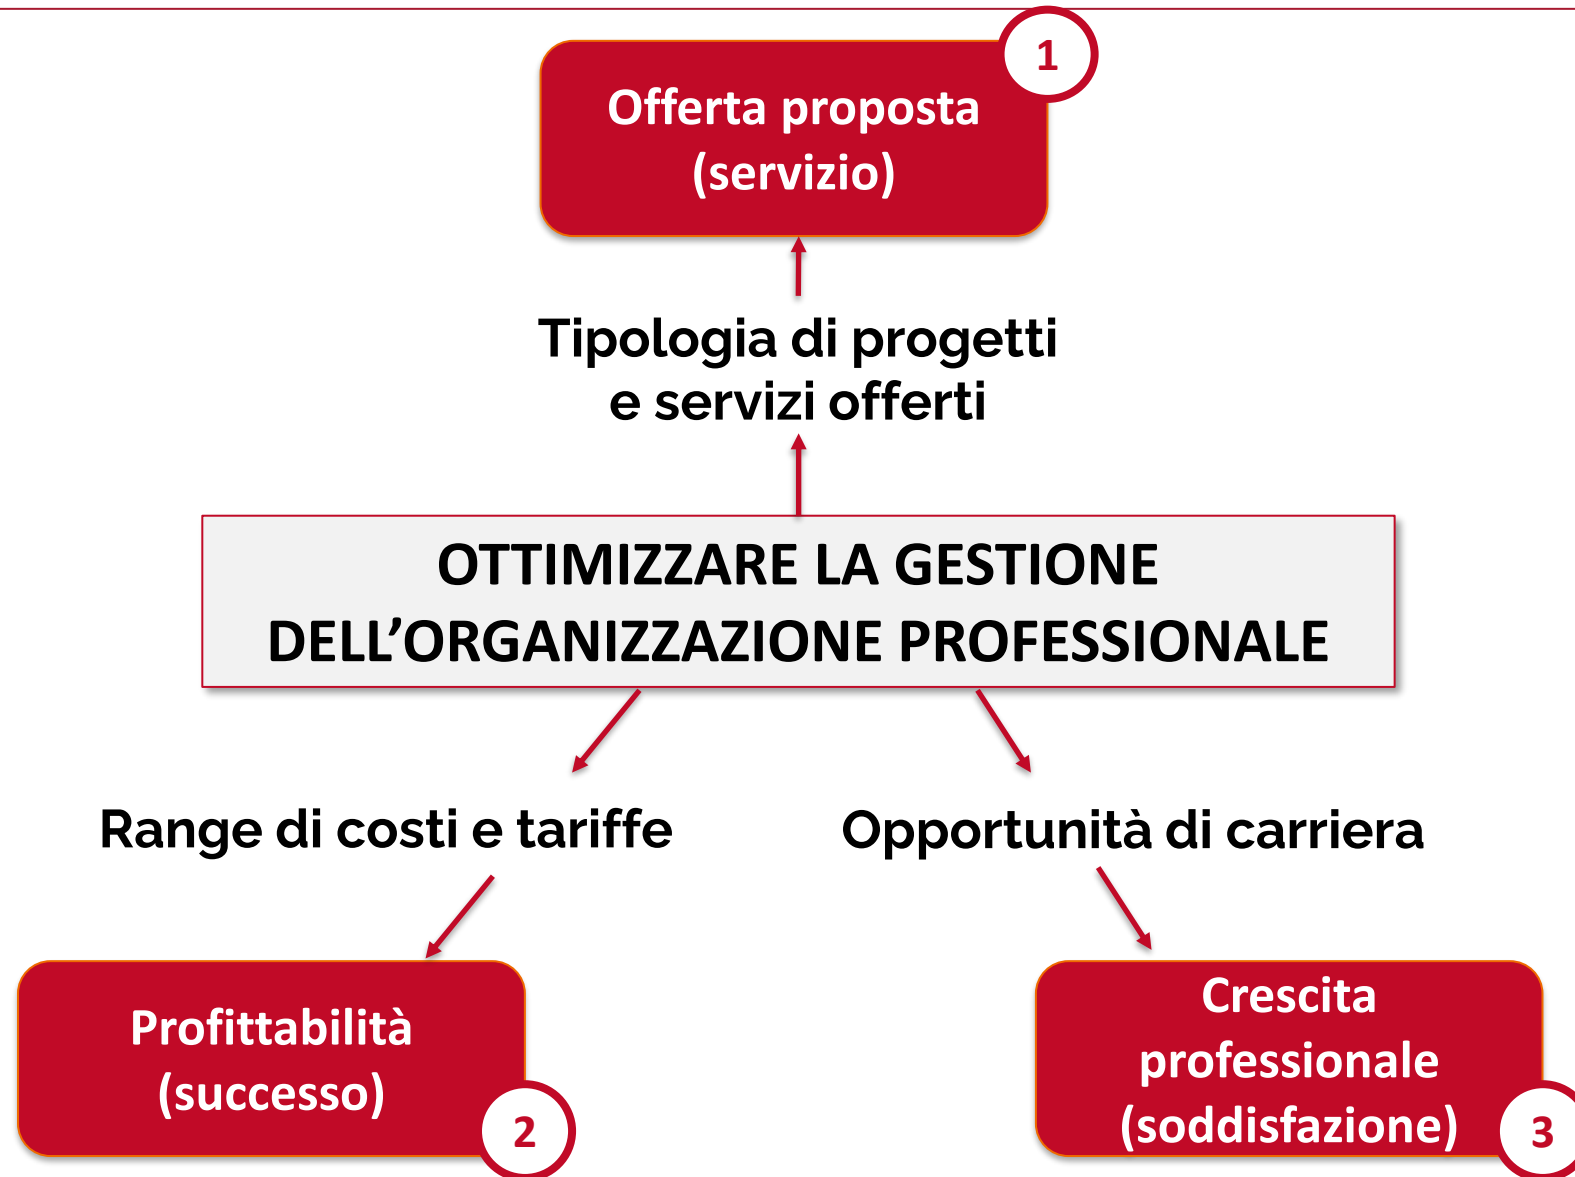 1
Offerta proposta
(servizio)
Tipologia di progetti
e servizi offerti
OTTIMIZZARE LA GESTIONE
DELL’ORGANIZZAZIONE PROFESSIONALE
Range di costi e tariffe
Opportunità di carriera
Profittabilità
(successo)
2
Crescita
professionale
(soddisfazione)
3